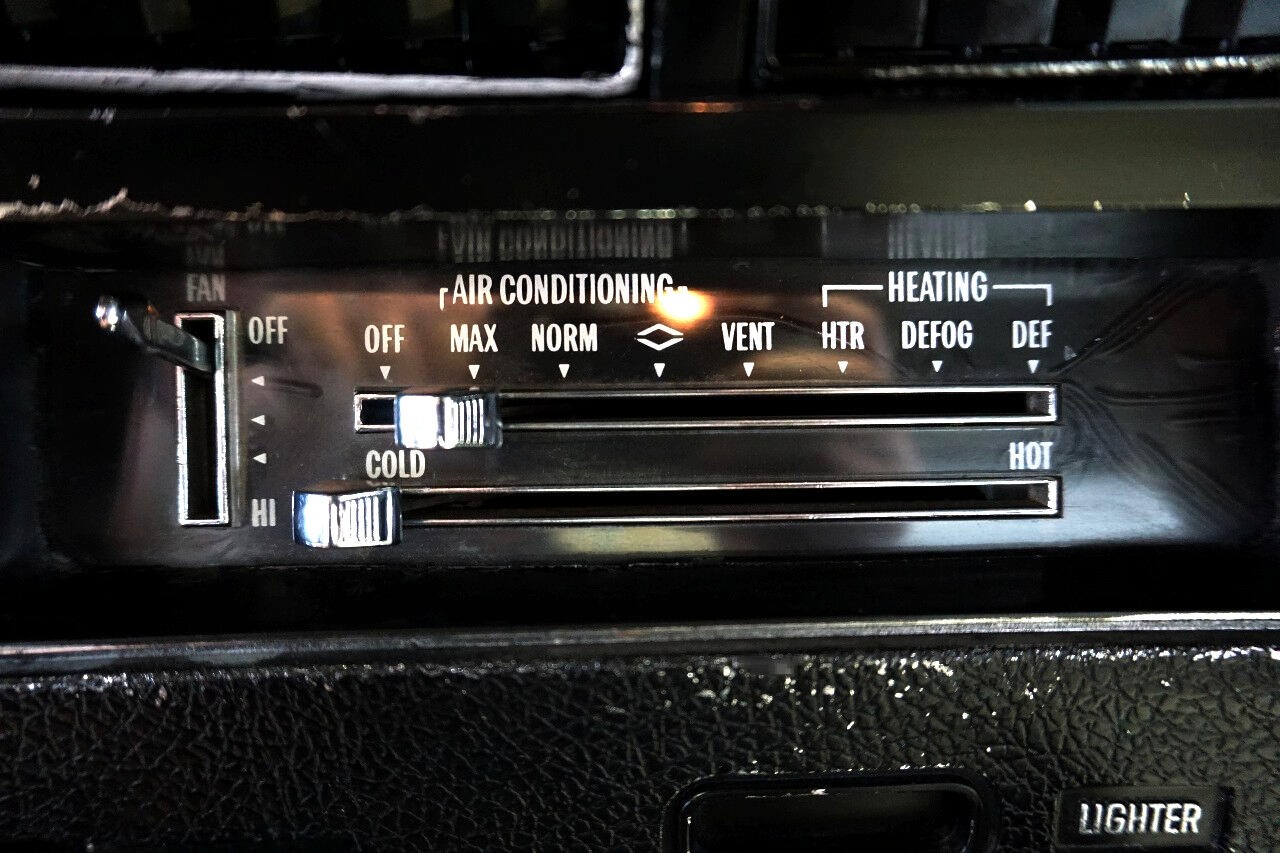 FAN
AIR CONDITIONING
HEATING
OFF
OFF MAX NORM VENT HTR DEFOG DEF
COLD
HOT
HI
LIGHTER